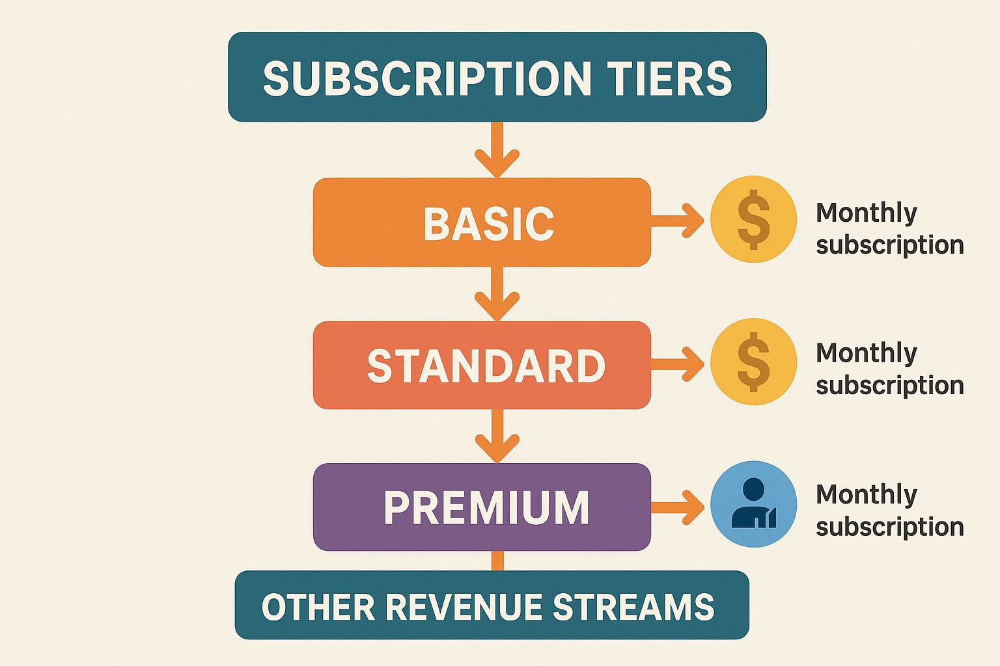 SUBSCRIPTION TIERS
BASIC
$
Monthly
subscription
STANDARD
$
Monthly
subscription
PREMIUM
Monthly
subscription
OTHER REVENUE STREAMS